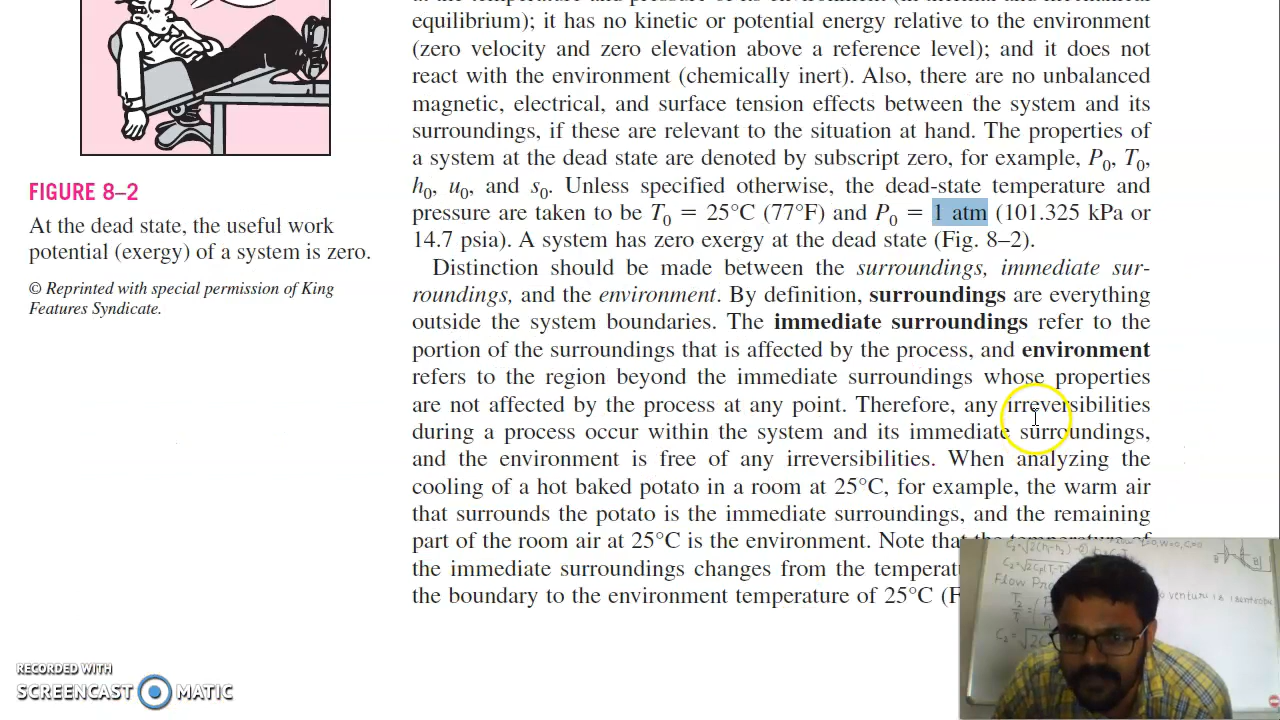 at the temperature and pressure of its environment (in thermal and mechanical
equilibrium); it has no kinetic or potential energy relative to the environment
(zero velocity and zero elevation above a reference level); and it does not
react with the environment (chemically inert). Also, there are no unbalanced
magnetic, electrical, and surface tension effects between the system and its
surroundings, if these are relevant to the situation at hand. The properties of
a system at the dead state are denoted by subscript zero, for example, P₀, T₀,
h₀, u₀, and s₀. Unless specified otherwise, the dead-state temperature and
pressure are taken to be T₀ = 25°C (77°F) and P₀ = 1 atm (101.325 kPa or
14.7 psia). A system has zero exergy at the dead state (Fig. 8–2).
Distinction should be made between the surroundings, immediate sur-
roundings, and the environment. By definition, surroundings are everything
outside the system boundaries. The immediate surroundings refer to the
portion of the surroundings that is affected by the process, and environment
refers to the region beyond the immediate surroundings whose properties
are not affected by the process at any point. Therefore, any irreversibilities
during a process occur within the system and its immediate surroundings,
and the environment is free of any irreversibilities. When analyzing the
cooling of a hot baked potato in a room at 25°C, for example, the warm air
that surrounds the potato is the immediate surroundings, and the remaining
part of the room air at 25°C is the environment. Note that the temperature of
the immediate surroundings changes from the
the boundary to the environment temperature of 25°C
FIGURE 8–2
At the dead state, the useful work
potential (exergy) of a system is zero.
© Reprinted with special permission of King
Features Syndicate.
RECORDED WITH
SCREENCAST MATIC
Flow